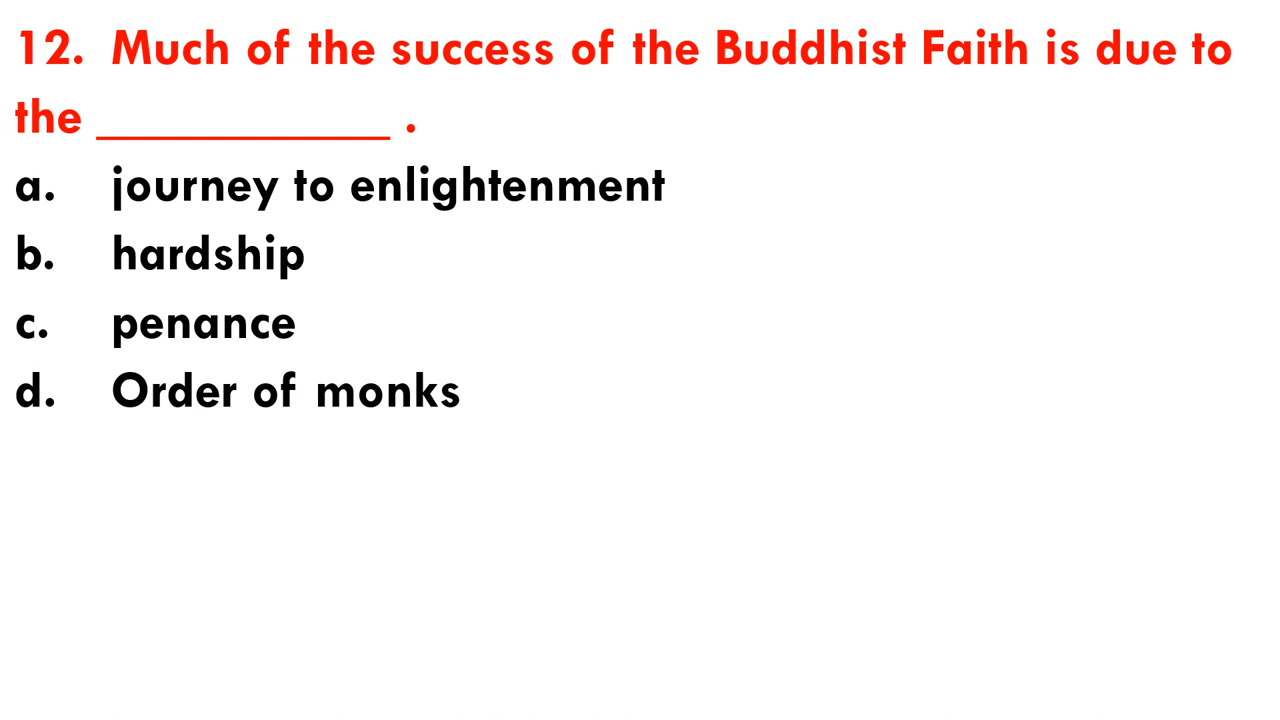 12. Much of the success of the Buddhist Faith is due to
the ____________ .
a. journey to enlightenment
b. hardship
c. penance
d. Order of monks